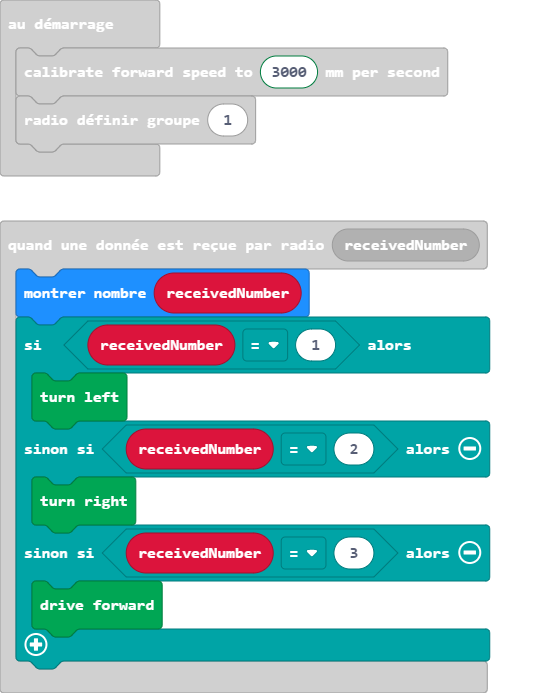 au démarrage
calibrate forward speed to 3000 mm per second
radio définir groupe 1
quand une donnée est reçue par radio receivedNumber
montrer nombre receivedNumber
si receivedNumber = 1 alors
turn left
sinon si receivedNumber = 2 alors
turn right
sinon si receivedNumber = 3 alors
drive forward